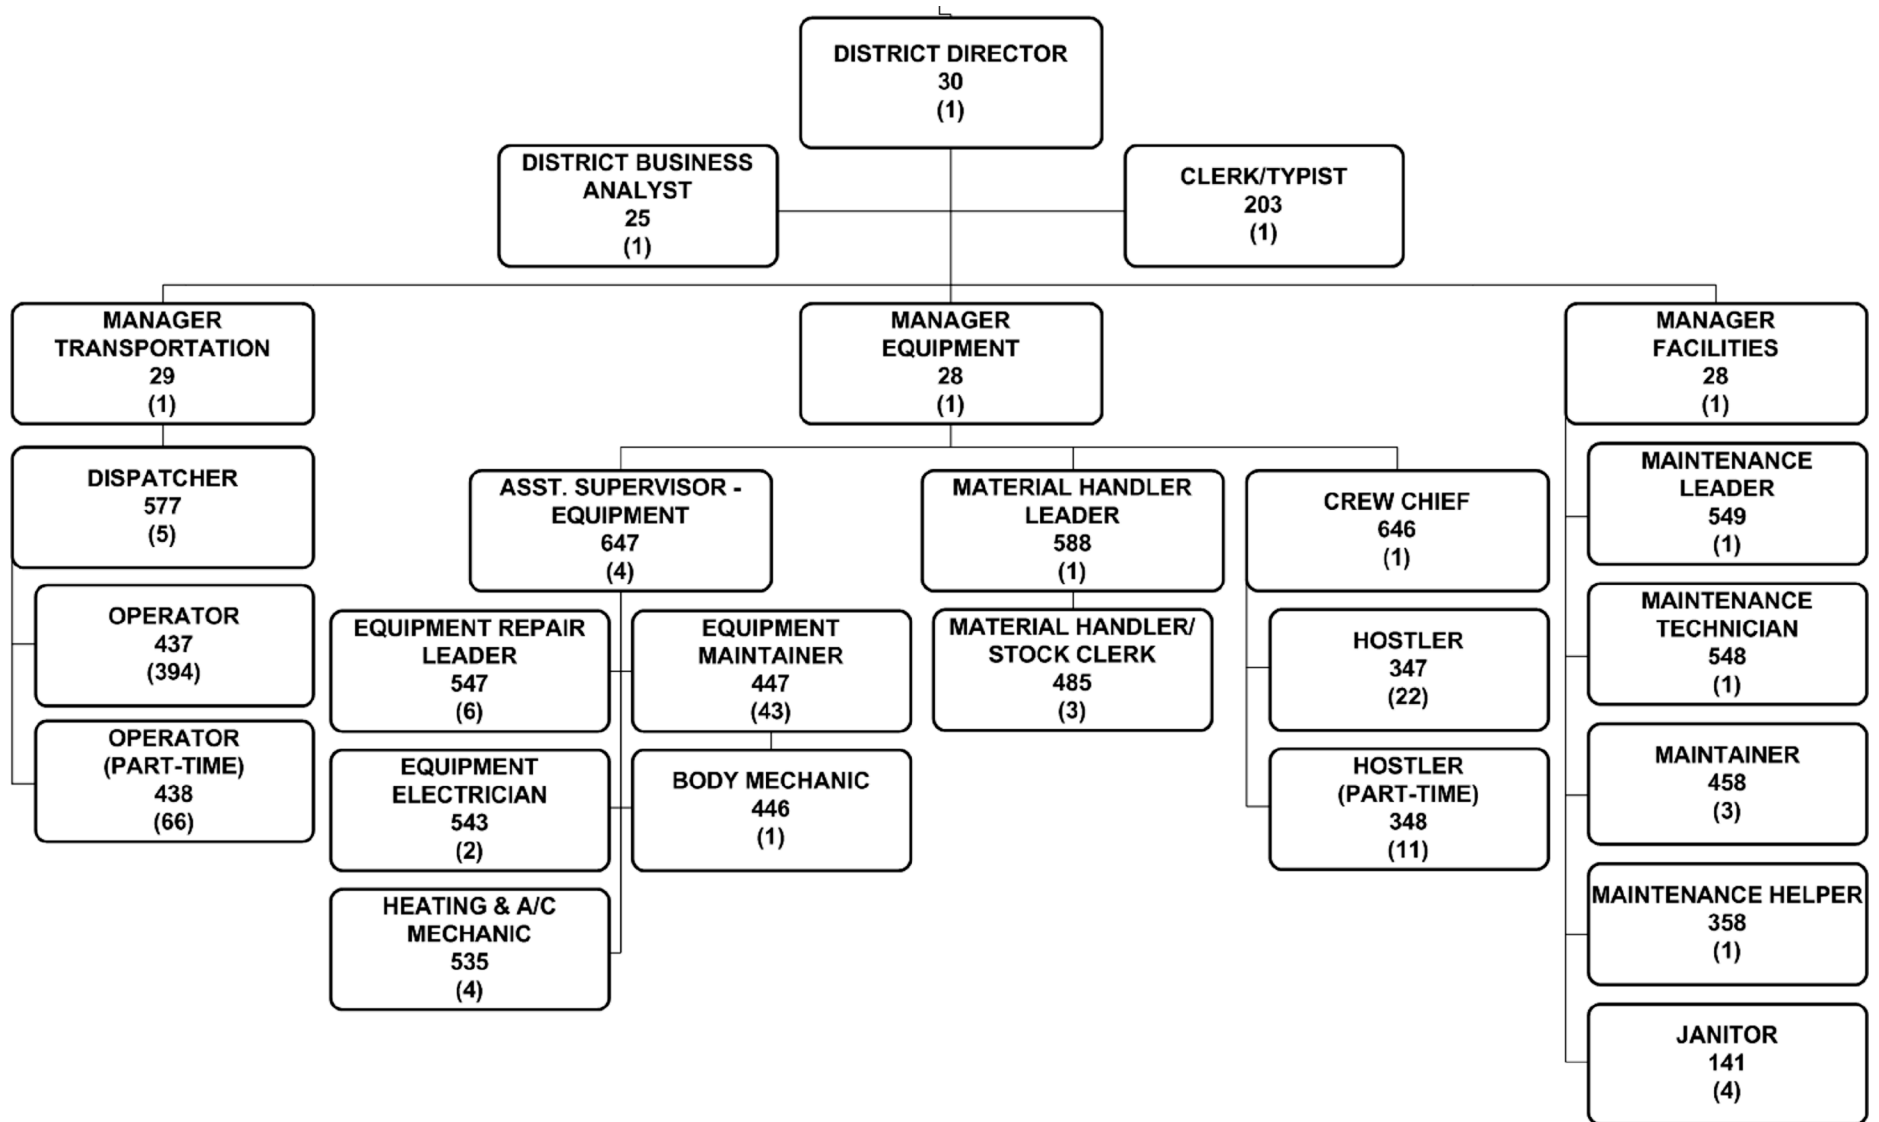 DISTRICT DIRECTOR
30
(1)
DISTRICT BUSINESS
ANALYST
25
(1)
CLERK/TYPIST
203
(1)
MANAGER
TRANSPORTATION
29
(1)
DISPATCHER
577
(5)
OPERATOR
437
(394)
OPERATOR
(PART-TIME)
438
(66)
MANAGER
EQUIPMENT
28
(1)
ASST. SUPERVISOR -
EQUIPMENT
647
(4)
EQUIPMENT REPAIR
LEADER
547
(6)
EQUIPMENT
ELECTRICIAN
543
(2)
HEATING & A/C
MECHANIC
535
(4)
EQUIPMENT
MAINTAINER
447
(43)
BODY MECHANIC
446
(1)
MATERIAL HANDLER
LEADER
588
(1)
MATERIAL HANDLER/
STOCK CLERK
485
(3)
CREW CHIEF
646
(1)
HOSTLER
347
(22)
HOSTLER
(PART-TIME)
348
(11)
MANAGER
FACILITIES
28
(1)
MAINTENANCE
LEADER
549
(1)
MAINTENANCE
TECHNICIAN
548
(1)
MAINTAINER
458
(3)
MAINTENANCE HELPER
358
(1)
JANITOR
141
(4)